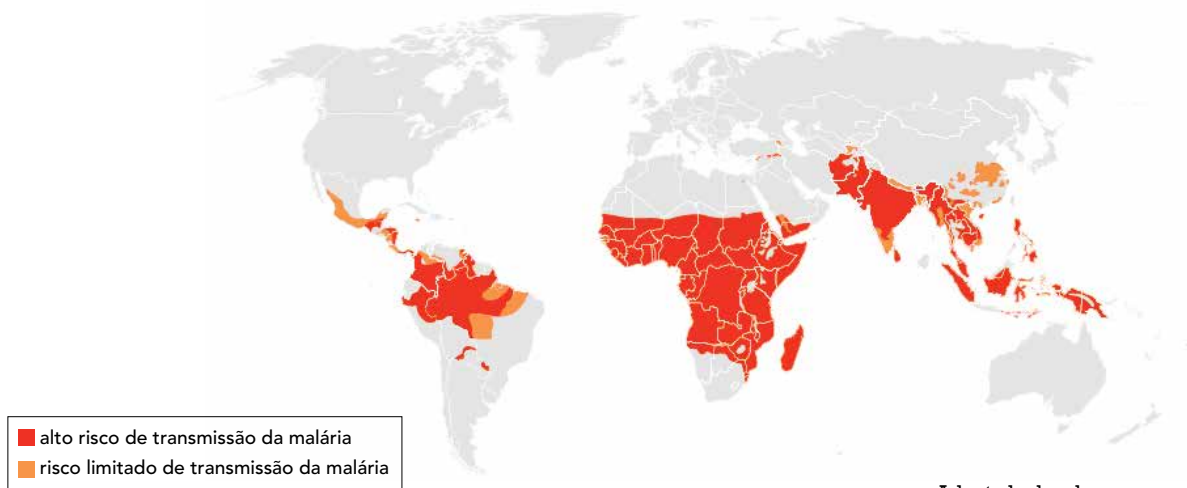 alto risco de transmissão da malária
risco limitado de transmissão da malária